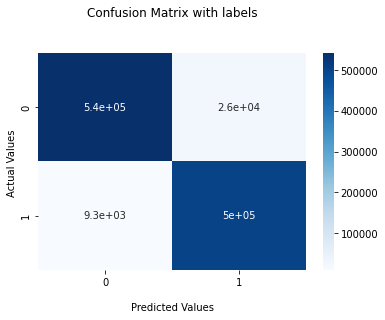 Confusion Matrix with labels
Actual Values
0
5.4e+05
2.6e+04
1
9.3e+03
5e+05
0
1
Predicted Values
500000
400000
300000
200000
100000